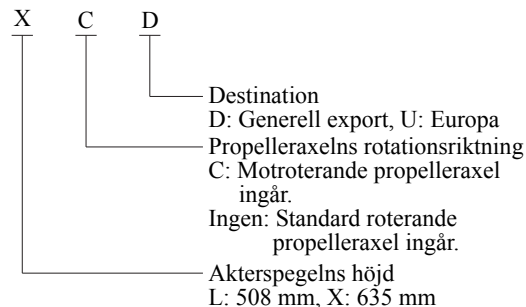 X C D
Destination
D: Generell export, U: Europa
Propelleraxelns rotationsriktning
C: Motroterande propelleraxel
ingår.
Ingen: Standard roterande
propelleraxel ingår.
Akterspegelns höjd
L: 508 mm, X: 635 mm